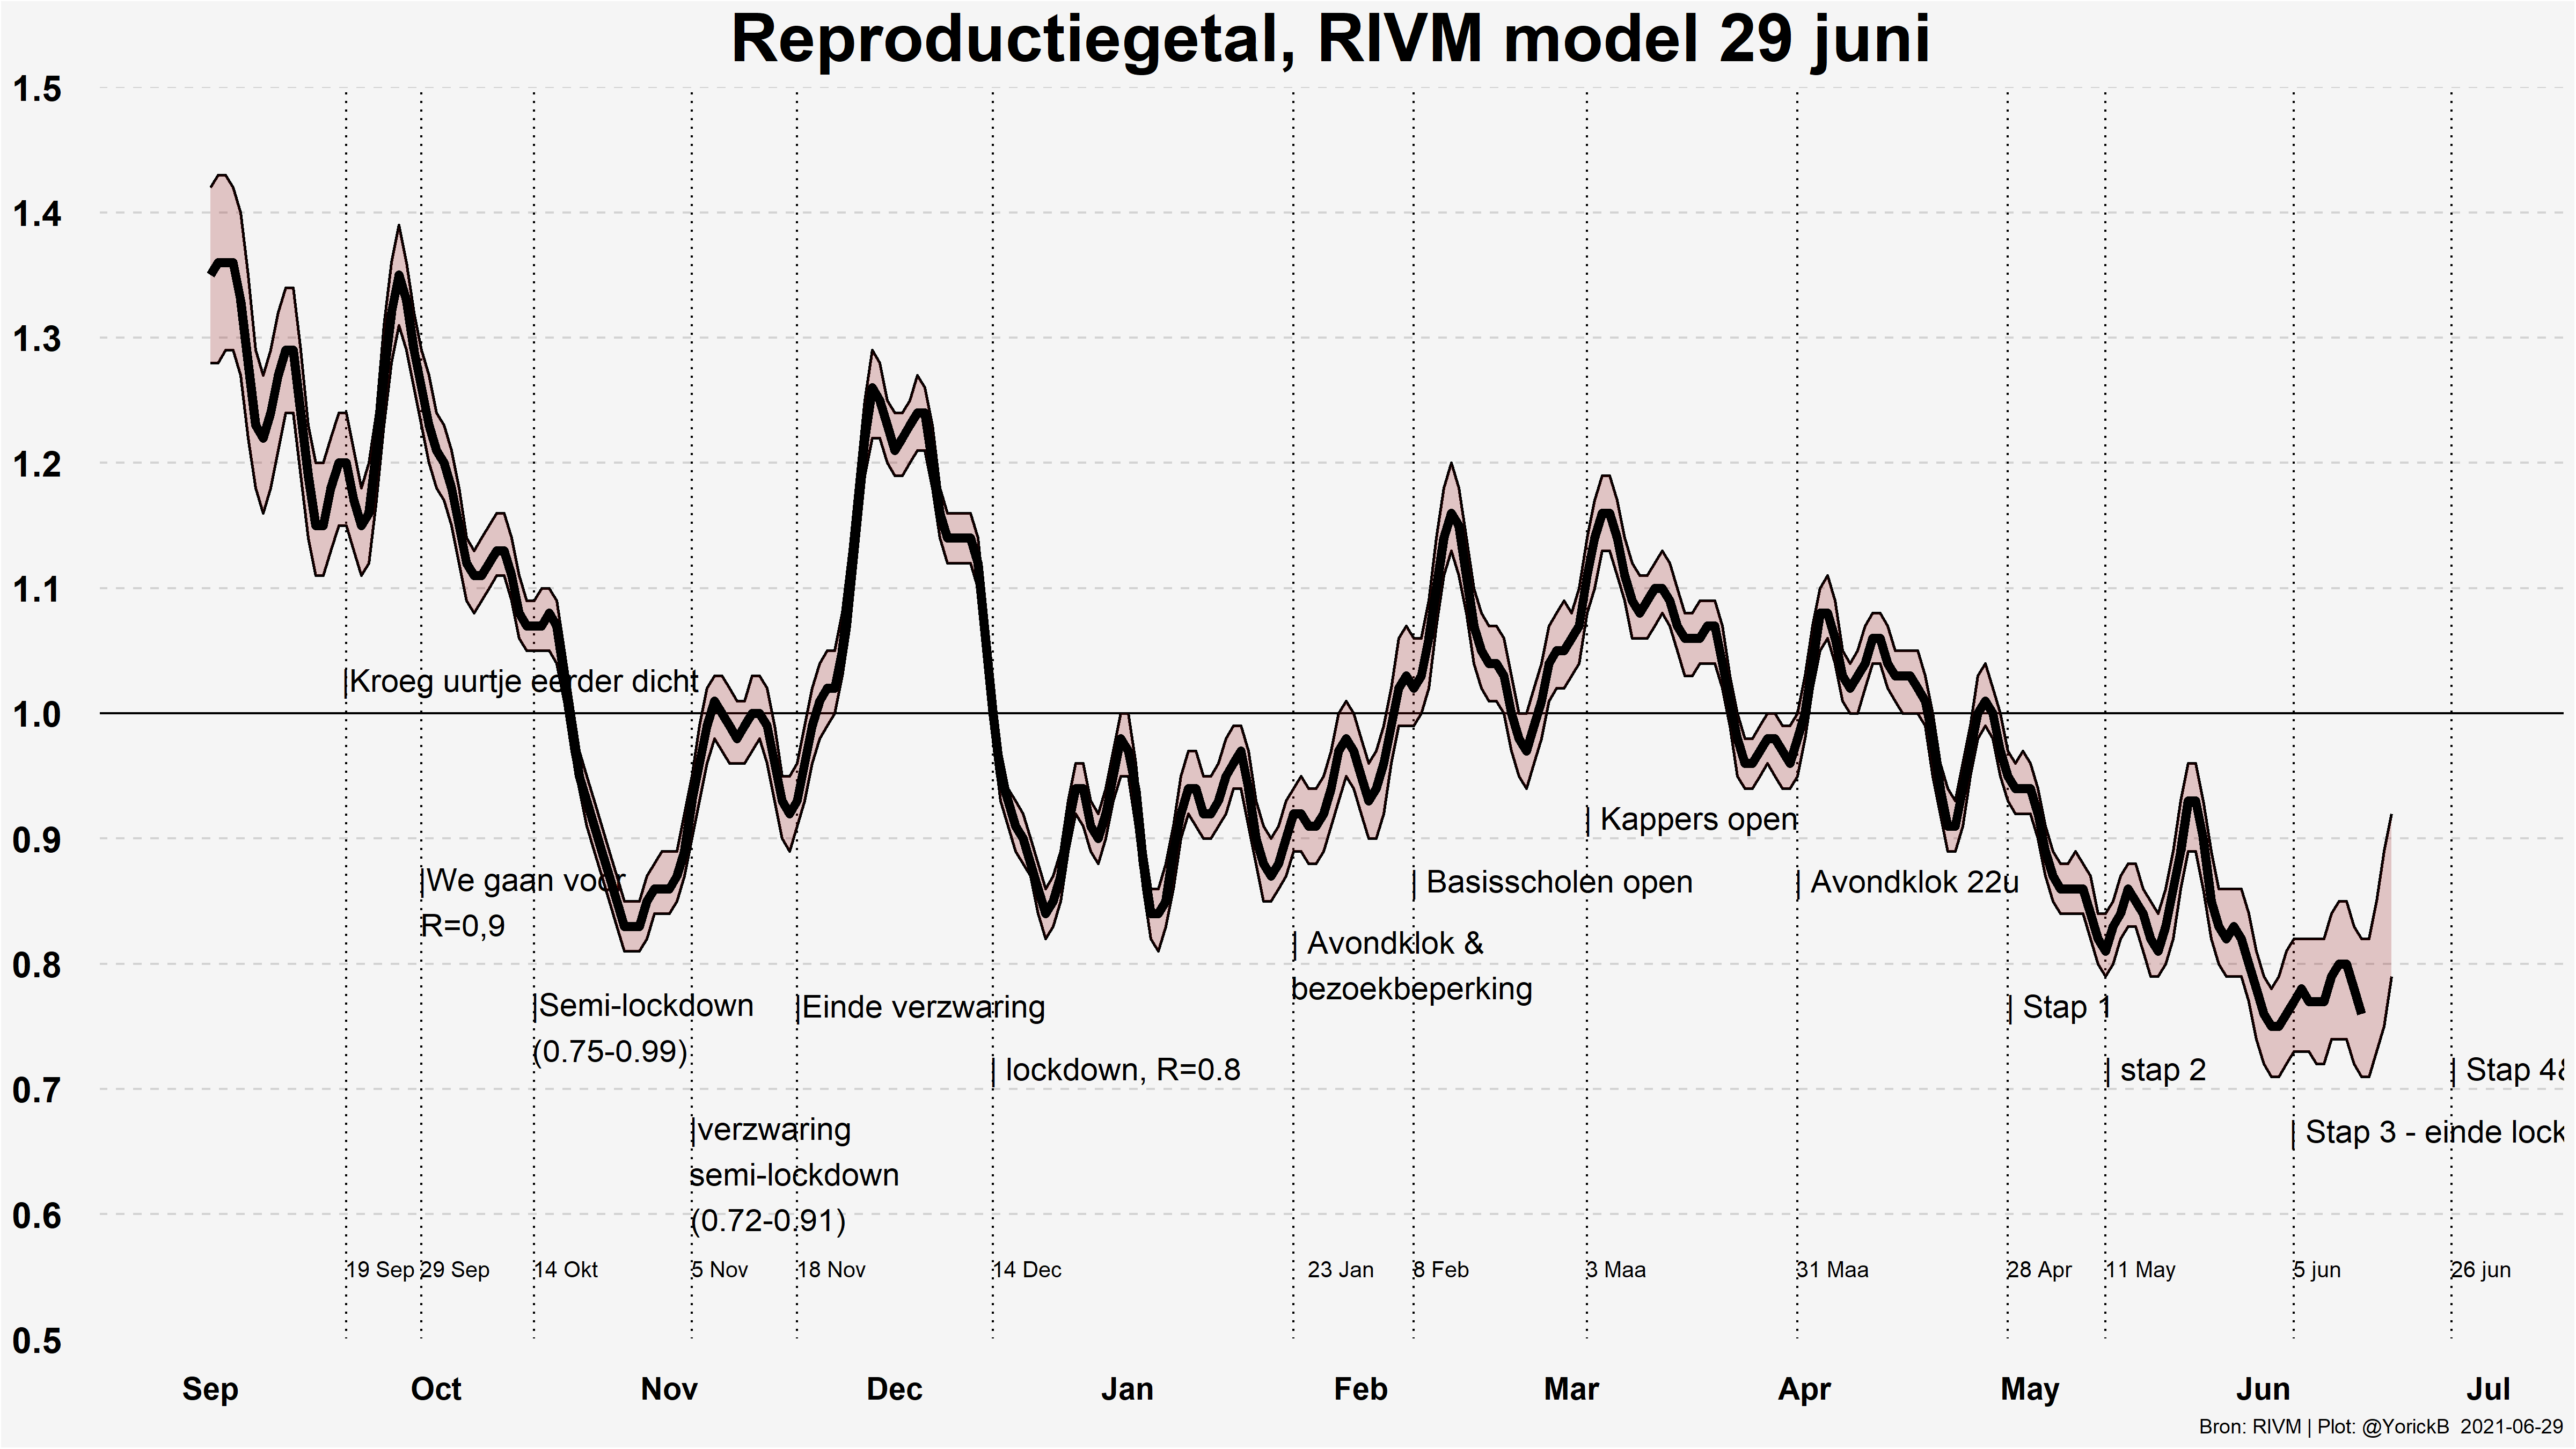 Reproductiegetal, RIVM model 29 juni
1.5
1.4
1.3
1.2
1.1
1.0
0.9
0.8
0.7
0.6
0.5
|Kroeg uurtje eerder dicht
|We gaan voor
R=0,9
|Semi-lockdown
(0.75-0.99)
|verzwaring
semi-lockdown
(0.72-0.91)
|Einde verzwaring
| lockdown, R=0.8
| Avondklok &
bezoekbeperking
| Basisscholen open
| Kappers open
| Avondklok 22u
| Stap 1
| stap 2
| Stap 3 - einde lock
| Stap 4&
19 Sep
29 Sep
14 Okt
5 Nov
18 Nov
14 Dec
23 Jan
8 Feb
3 Maa
31 Maa
28 Apr
11 May
5 jun
26 jun
Sep
Oct
Nov
Dec
Jan
Feb
Mar
Apr
May
Jun
Jul
Bron: RIVM | Plot: @YorickB 2021-06-29